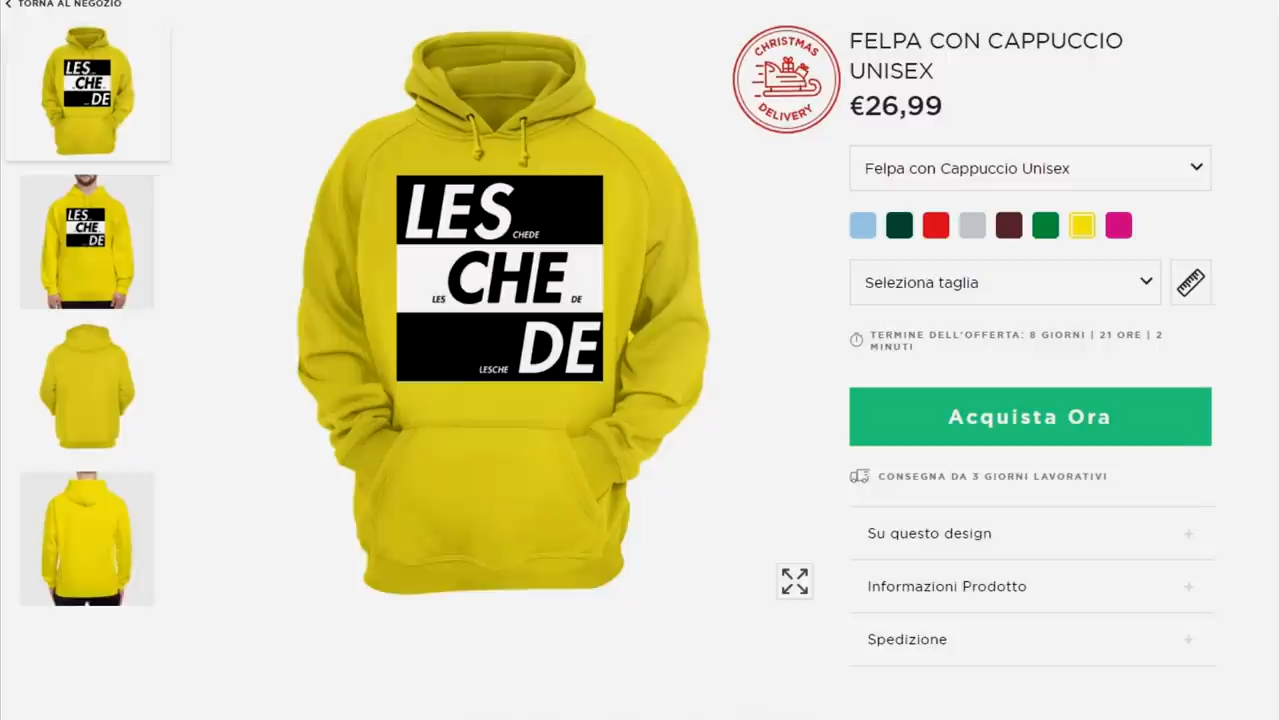 TORNA AL NEGOZIO
LES
CHE
DE
LES
CHE
DE
LES CHEDE
LES CHE DE
LESCHE DE
CHRISTMAS
DELIVERY
FELPA CON CAPPUCCIO
UNISEX
€26,99
Felpa con Cappuccio Unisex
Seleziona taglia
TERMINE DELL'OFFERTA: 8 GIORNI | 21 ORE | 2
MINUTI
Acquista Ora
CONSEGNA DA 3 GIORNI LAVORATIVI
Su questo design
Informazioni Prodotto
Spedizione